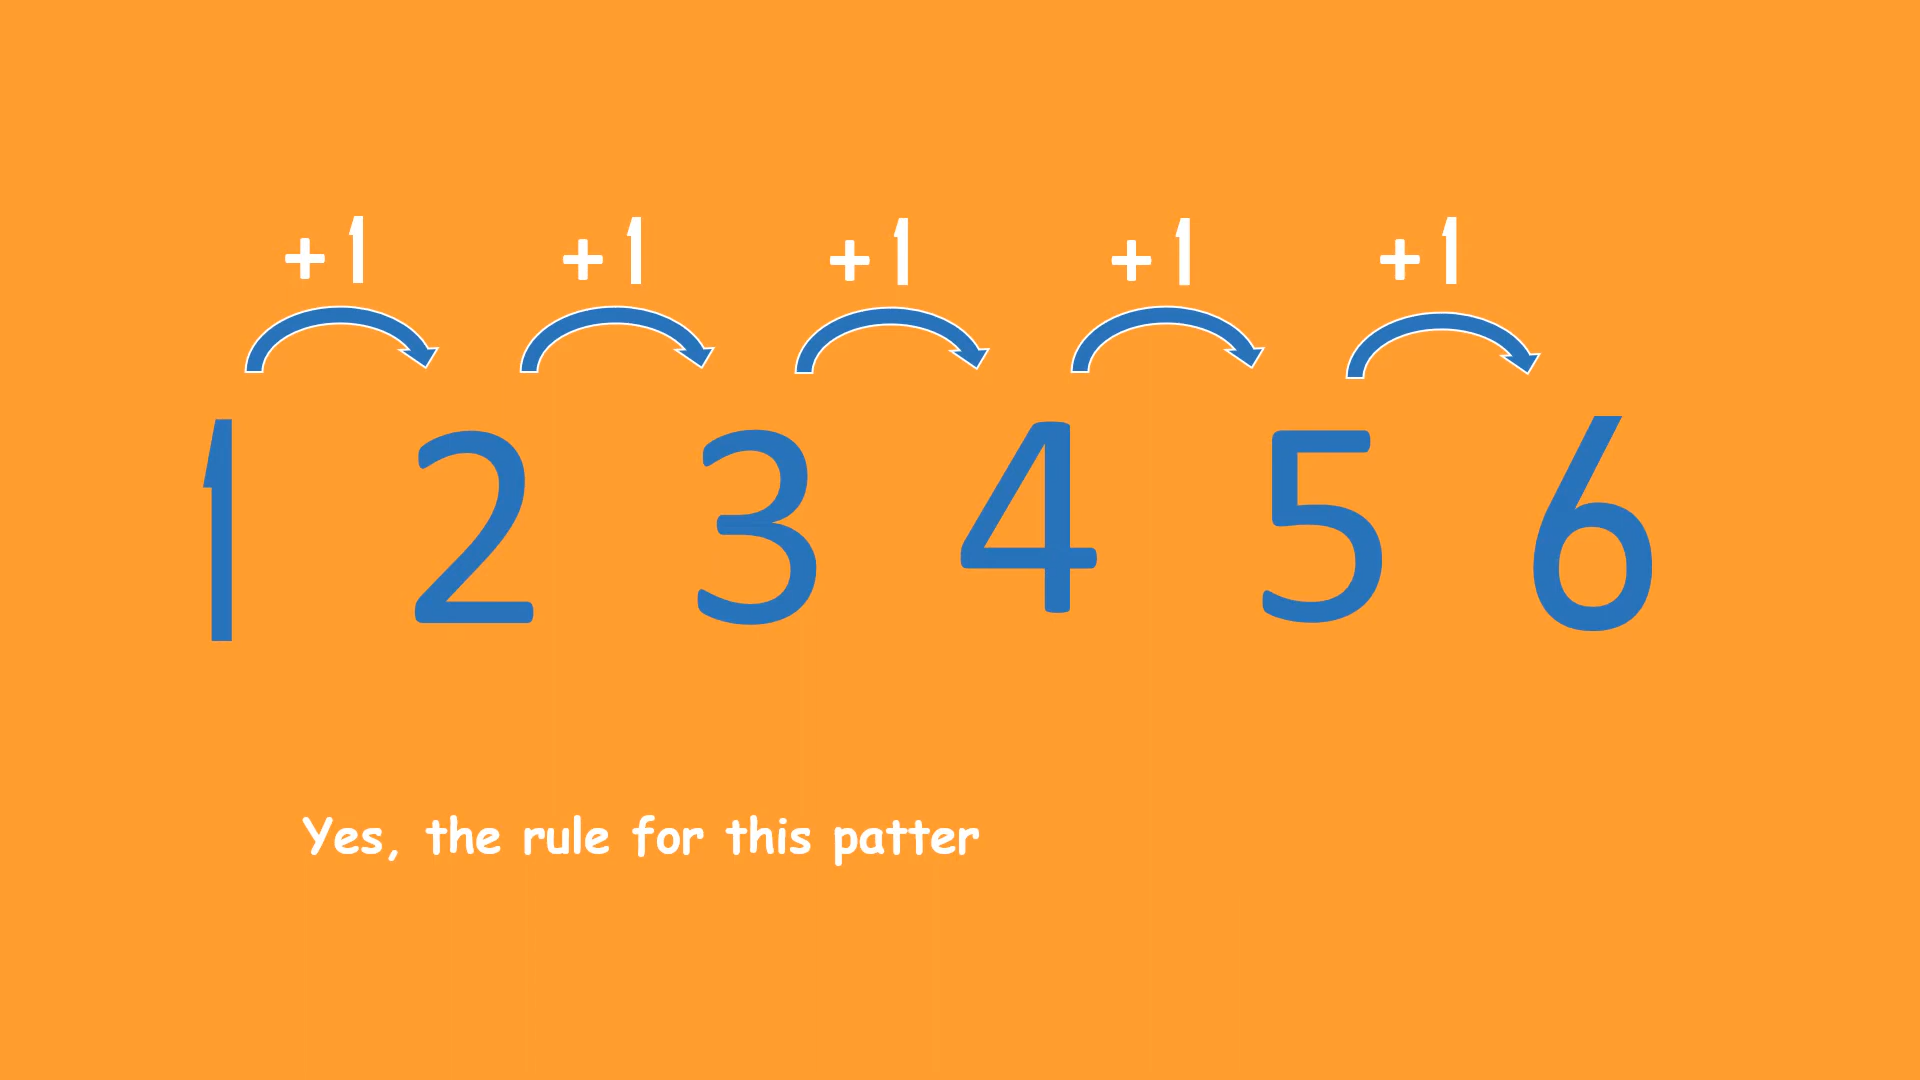 +1 +1 +1 +1 +1
1 2 3 4 5 6
Yes, the rule for this patter